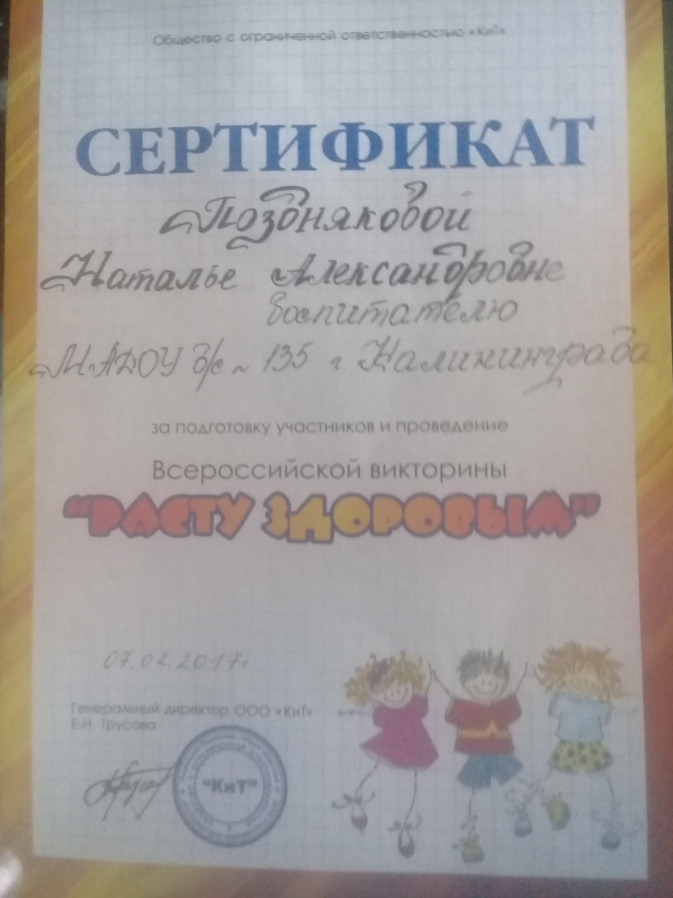 Общество с ограниченной ответственностью «КиТ»
СЕРТИФИКАТ
Поздняковой
Наталье Александровне
воспитателю
МАДОУ д/с № 135 г. Калининграда
за подготовку участников и проведение
Всероссийской викторины
“РАСТУ ЗДОРОВЫМ”
07.02.2017г
Генеральный директор ООО «КиТ»
Е.Н. Трусова
"КиТ"